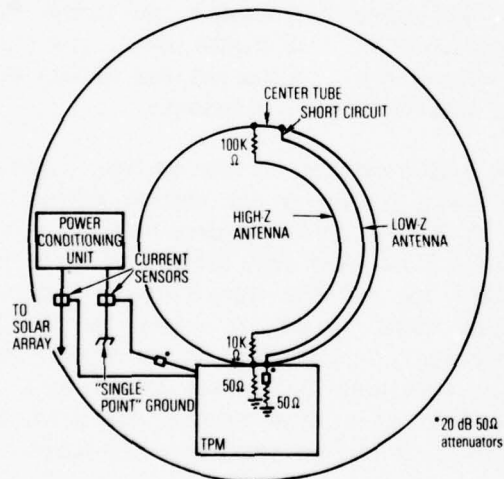 CENTER TUBE
SHORT CIRCUIT
100K
Ω
HIGH-Z
ANTENNA
LOW-Z
ANTENNA
POWER
CONDITIONING
UNIT
CURRENT
SENSORS
TO
SOLAR
ARRAY
"SINGLE-
POINT" GROUND
*
10K
Ω
50Ω
*
50Ω
TPM
*20 dB 50Ω
attenuators